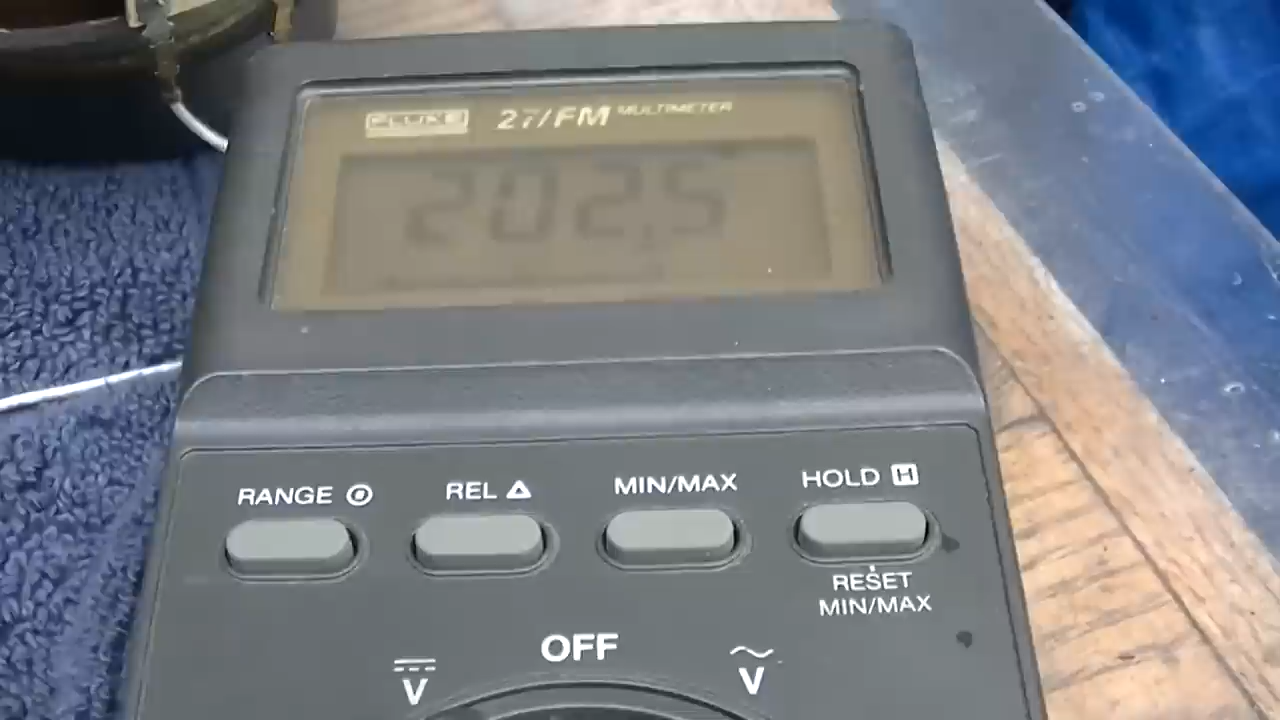 FLUKE 27/FM MULTIMETER
202.5
RANGE REL △ MIN/MAX HOLD H
RESET
MIN/MAX
OFF
V V